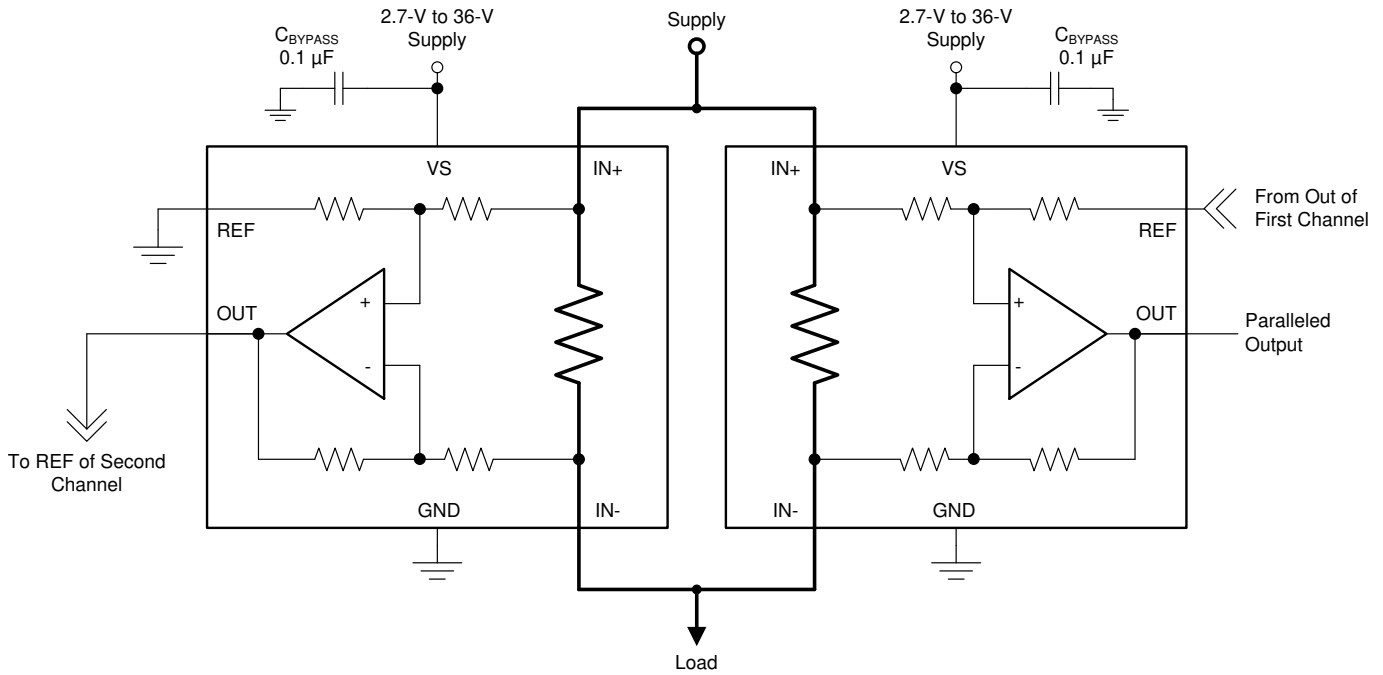 2.7-V to 36-V
Supply
C_BYPASS
0.1 µF
Supply
2.7-V to 36-V
Supply
C_BYPASS
0.1 µF
VS
IN+
REF
OUT
+
-
GND
IN-
To REF of Second
Channel
IN+
VS
REF
From Out of
First Channel
+
-
OUT
Paralleled
Output
IN-
GND
Load